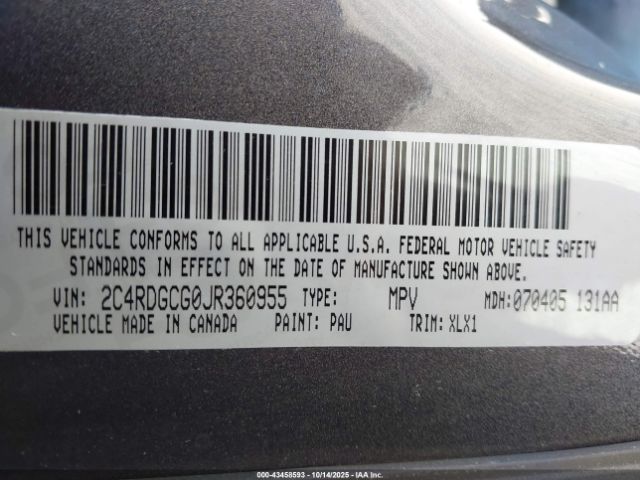 THIS VEHICLE CONFORMS TO ALL APPLICABLE U.S.A. FEDERAL MOTOR VEHICLE SAFETY
STANDARDS IN EFFECT ON THE DATE OF MANUFACTURE SHOWN ABOVE.
VIN: 2C4RDGCG0JR360955 TYPE: MPV MDH:070405 131AA
VEHICLE MADE IN CANADA PAINT: PAU TRIM: XLX1
000-43458593 - 10/14/2025 - IAAI.COM